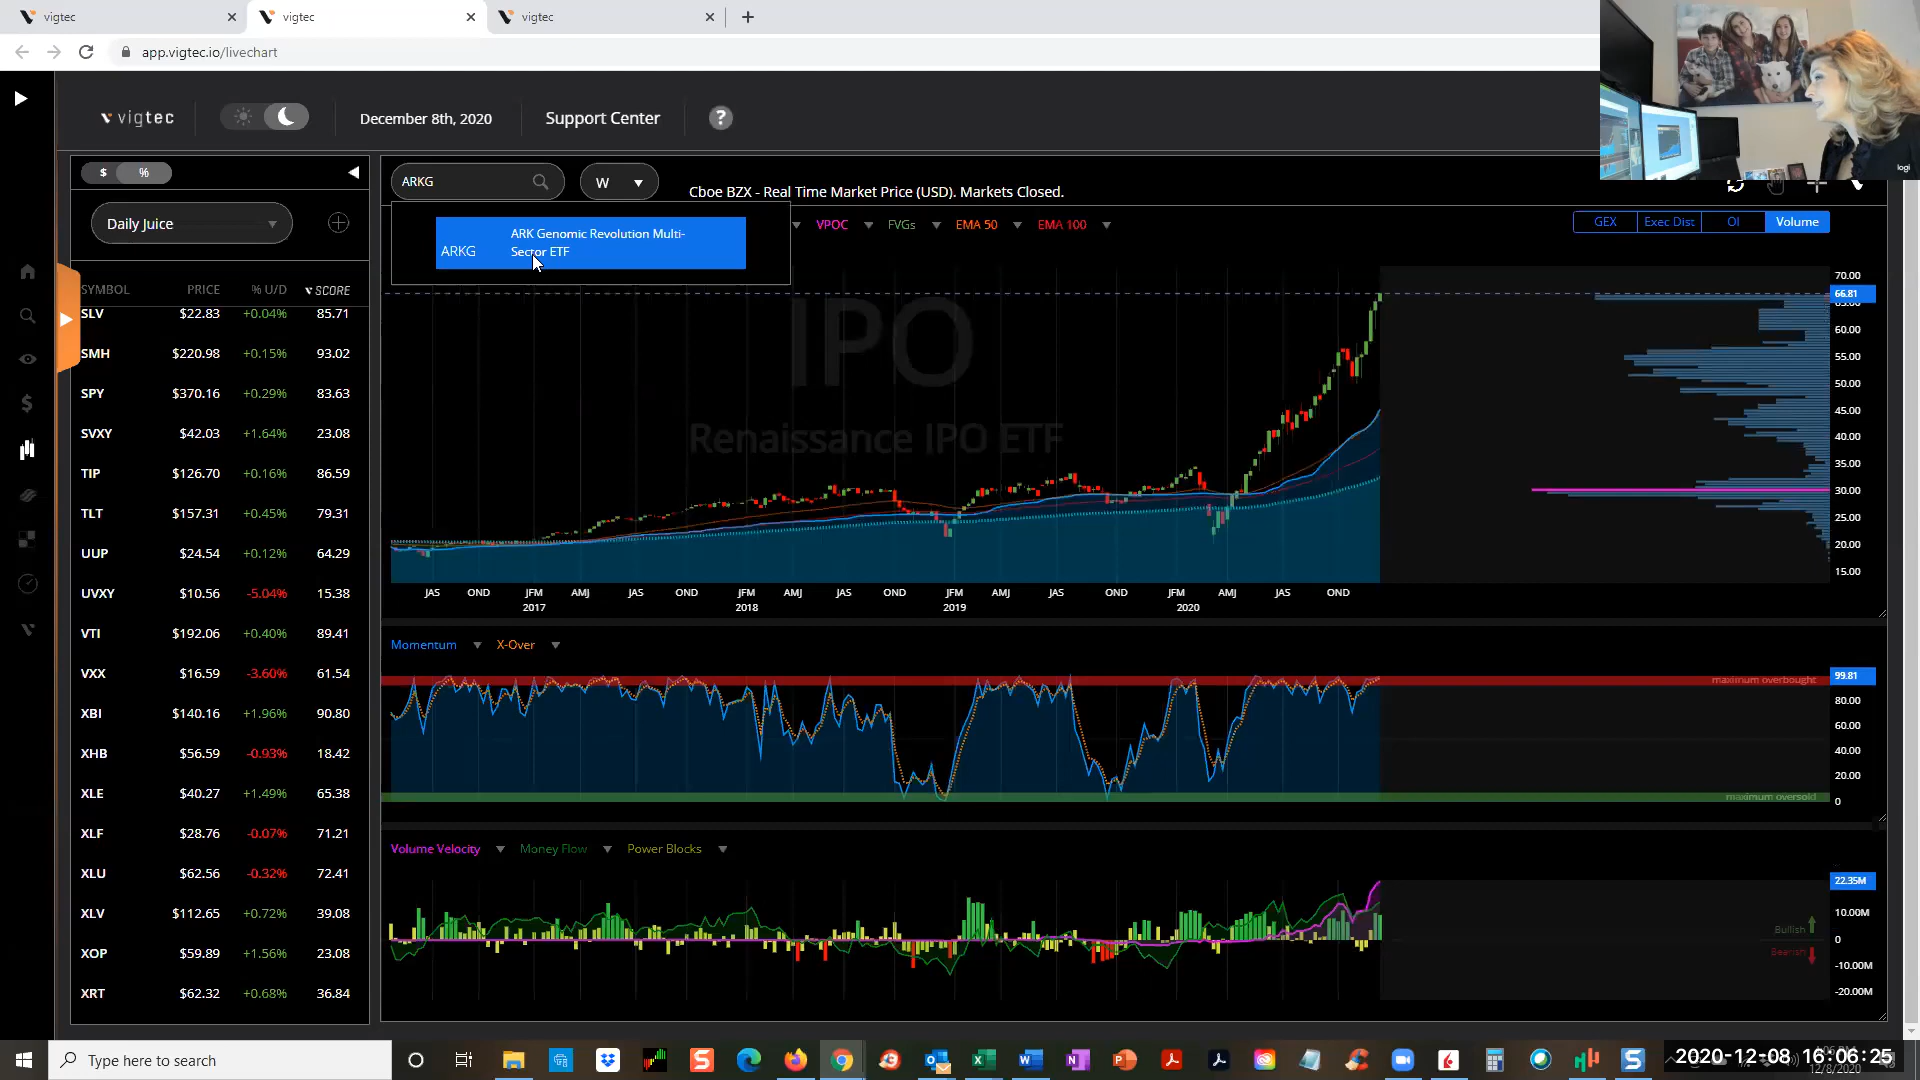 vigtec
vigtec
vigtec
app.vigtec.io/livechart
vigtec
December 8th, 2020
Support Center
?
$ %
ARKG
W
Cboe BZX - Real Time Market Price (USD). Markets Closed.
Daily Juice
ARKG
ARK Genomic Revolution Multi-
Sector ETF
VPOC
FVGs
EMA 50
EMA 100
GEX
Exec Dist
OI
Volume
SYMBOL PRICE % U/D SCORE
SLV $22.83 +0.04% 85.71
SMH $220.98 +0.15% 93.02
SPY $370.16 +0.29% 83.63
SVXY $42.03 +1.64% 23.08
TIP $126.70 +0.16% 86.59
TLT $157.31 +0.45% 79.31
UUP $24.54 +0.12% 64.29
UVXY $10.56 -5.04% 15.38
VTI $192.06 +0.40% 89.41
VXX $16.59 -3.60% 61.54
XBI $140.16 +1.96% 90.80
XHB $56.59 -0.93% 18.42
XLE $40.27 +1.49% 65.38
XLF $28.76 -0.07% 71.21
XLU $62.56 -0.32% 72.41
XLV $112.65 +0.72% 39.08
XOP $59.89 +1.56% 23.08
XRT $62.32 +0.68% 36.84
IPO
Renaissance IPO ETF
70.00
66.81
65.00
60.00
55.00
50.00
45.00
40.00
35.00
30.00
25.00
20.00
15.00
JAS OND JFM AMJ JAS OND JFM AMJ JAS OND JFM AMJ JAS OND JFM AMJ JAS OND
2017 2018 2019 2020
Momentum
X-Over
maximum overbought
99.81
80.00
60.00
40.00
20.00
maximum oversold
0
Volume Velocity
Money Flow
Power Blocks
22.35M
10.00M
Bullish
0
Bearish
-10.00M
-20.00M
logi
Type here to search
2020-12-08 16:06:25
12/8/2020